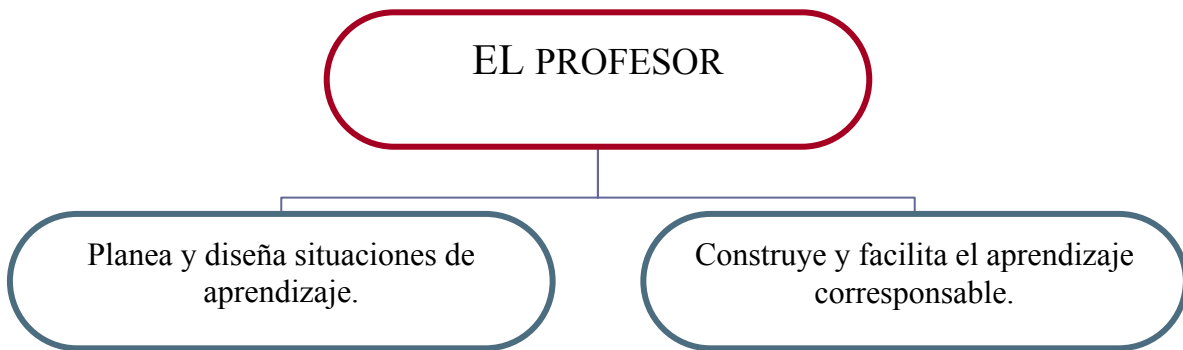 EL PROFESOR
Planea y diseña situaciones de
aprendizaje.
Construye y facilita el aprendizaje
corresponsable.